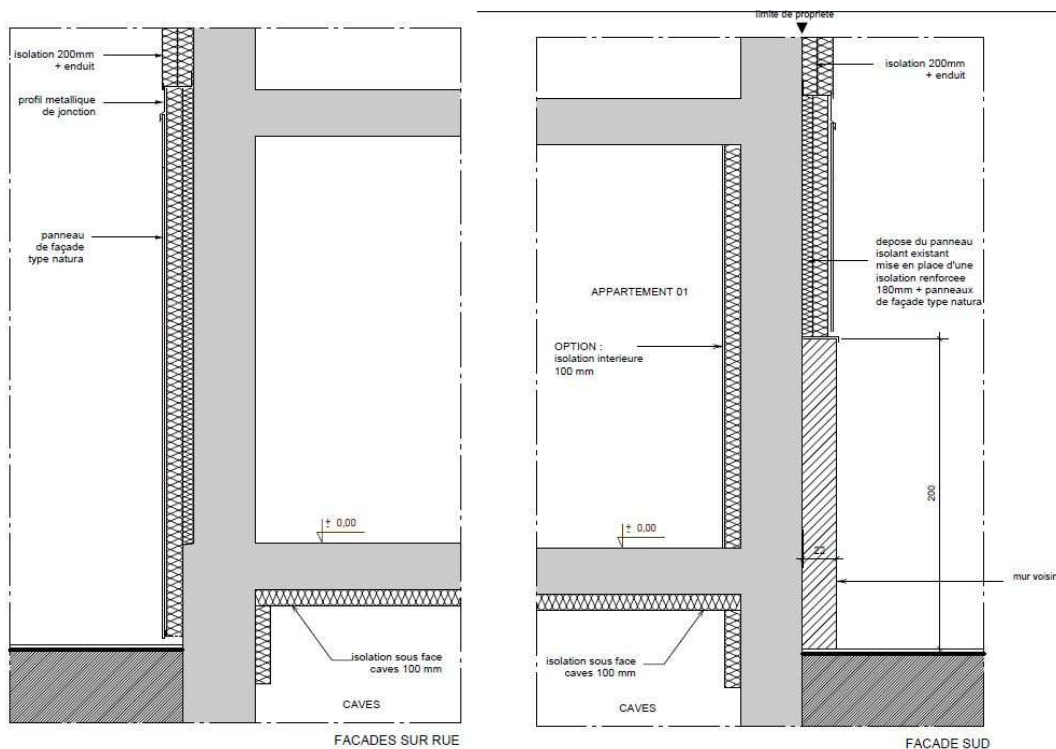 isolation 200mm
+ enduit
profil metallique
de jonction
panneau
de façade
type natura
± 0,00
isolation sous face
caves 100 mm
CAVES
FACADES SUR RUE
limite de propriete
isolation 200mm
+ enduit
depose du panneau
isolant existant
mise en place d'une
isolation renforcee
180mm + panneaux
de façade type natura
APPARTEMENT 01
OPTION :
isolation interieure
100 mm
200
± 0,00
22
mur voisin
isolation sous face
caves 100 mm
CAVES
FACADE SUD